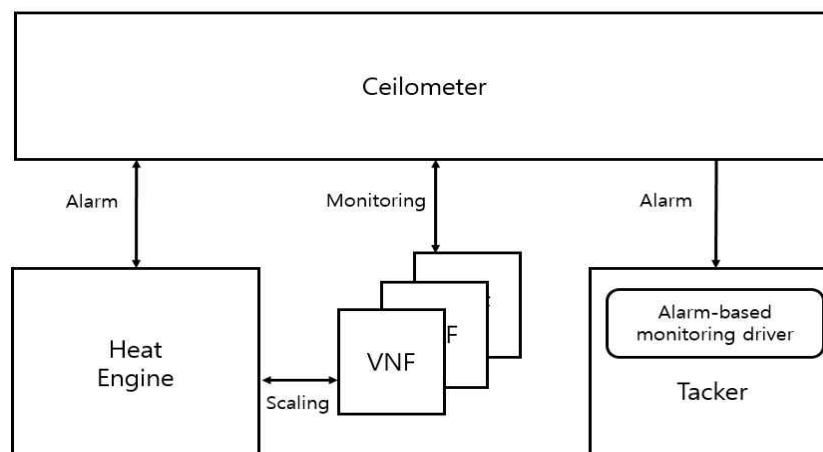 Ceilometer
Alarm
Monitoring
Alarm
Alarm-based
monitoring driver
Heat
Engine
F
VNF
Scaling
Tacker